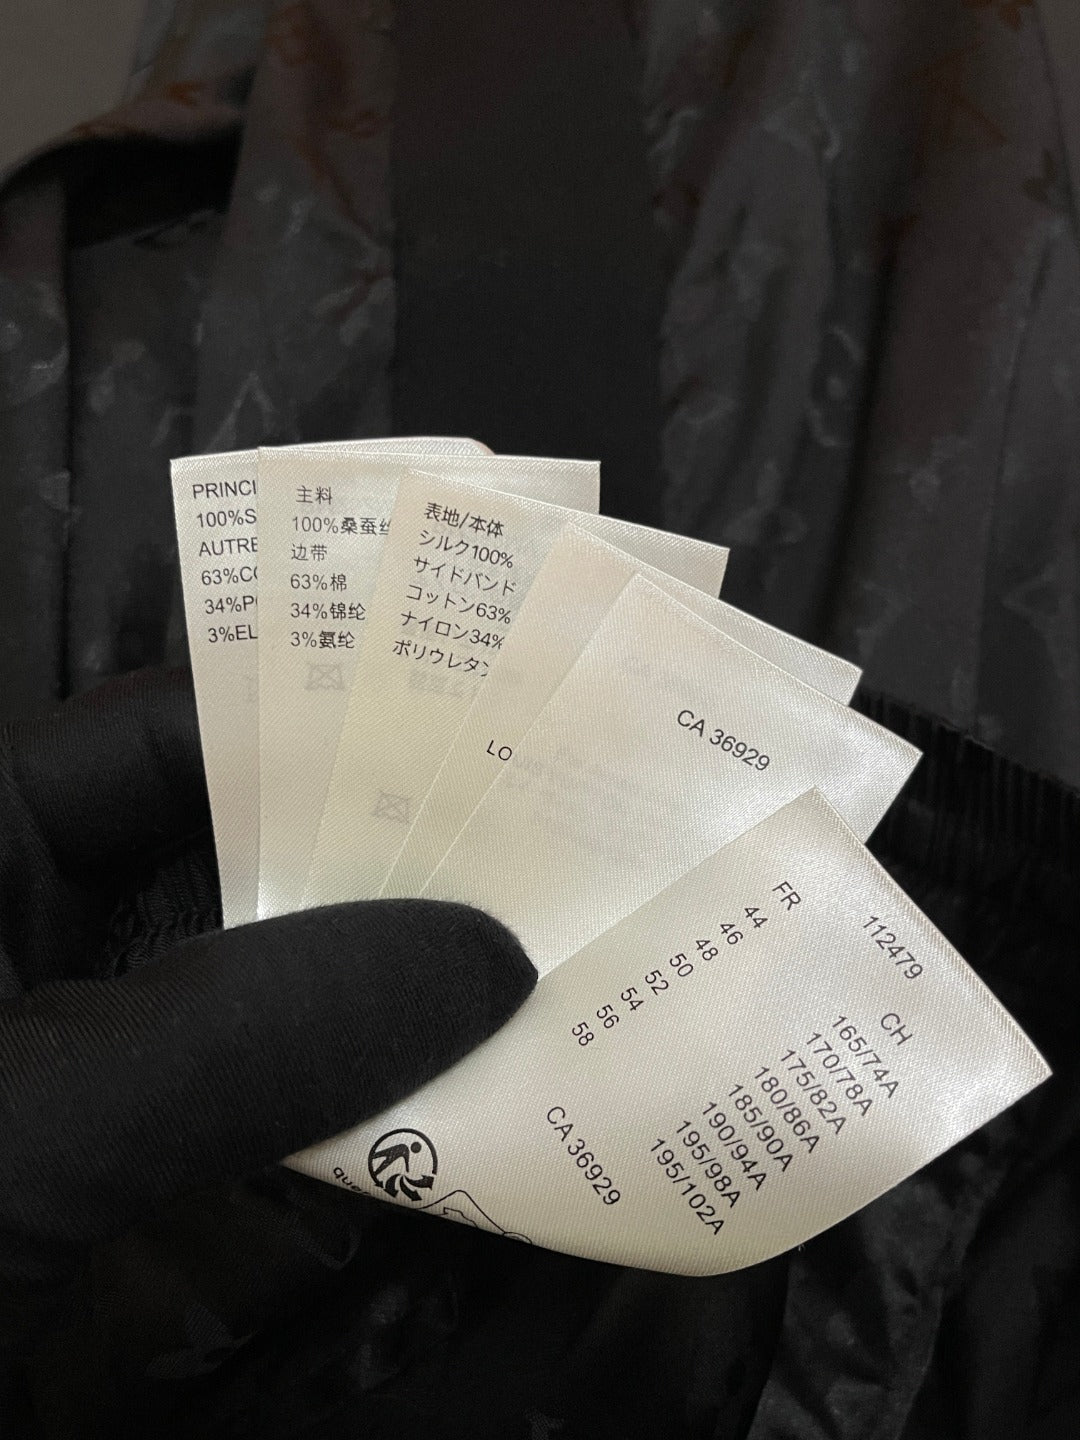 PRINCI
100%S
AUTRE
63%CO
34%P
3%EL
主料
100%桑蚕丝
边带
63%棉
34%锦纶
3%氨纶
表地/本体
シルク100%
サイドバンド
コットン63%
ナイロン34%
ポリウレタン
LO
CA 36929
112479
FR CH
44 165/74A
46 170/78A
48 175/82A
50 180/86A
52 185/90A
54 190/94A
56 195/98A
58 195/102A
CA 36929